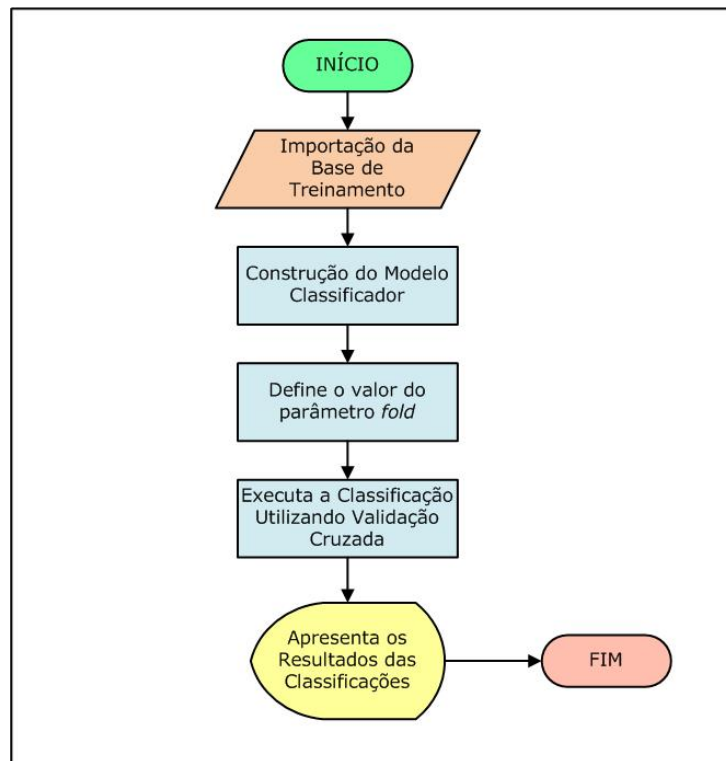 INÍCIO
Importação da
Base de
Treinamento
Construção do Modelo
Classificador
Define o valor do
parâmetro fold
Executa a Classificação
Utilizando Validação
Cruzada
Apresenta os
Resultados das
Classificações
FIM